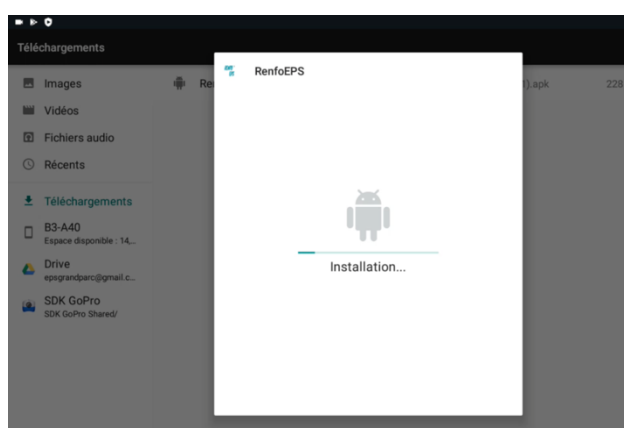 Téléchargements
RenfoEPS
Images
Re
1).apk
228
Vidéos
Fichiers audio
Récents
Téléchargements
B3-A40
Espace disponible : 14,...
Drive
epsgrandparc@gmail.c...
SDK GoPro
SDK GoPro Shared/
Installation...